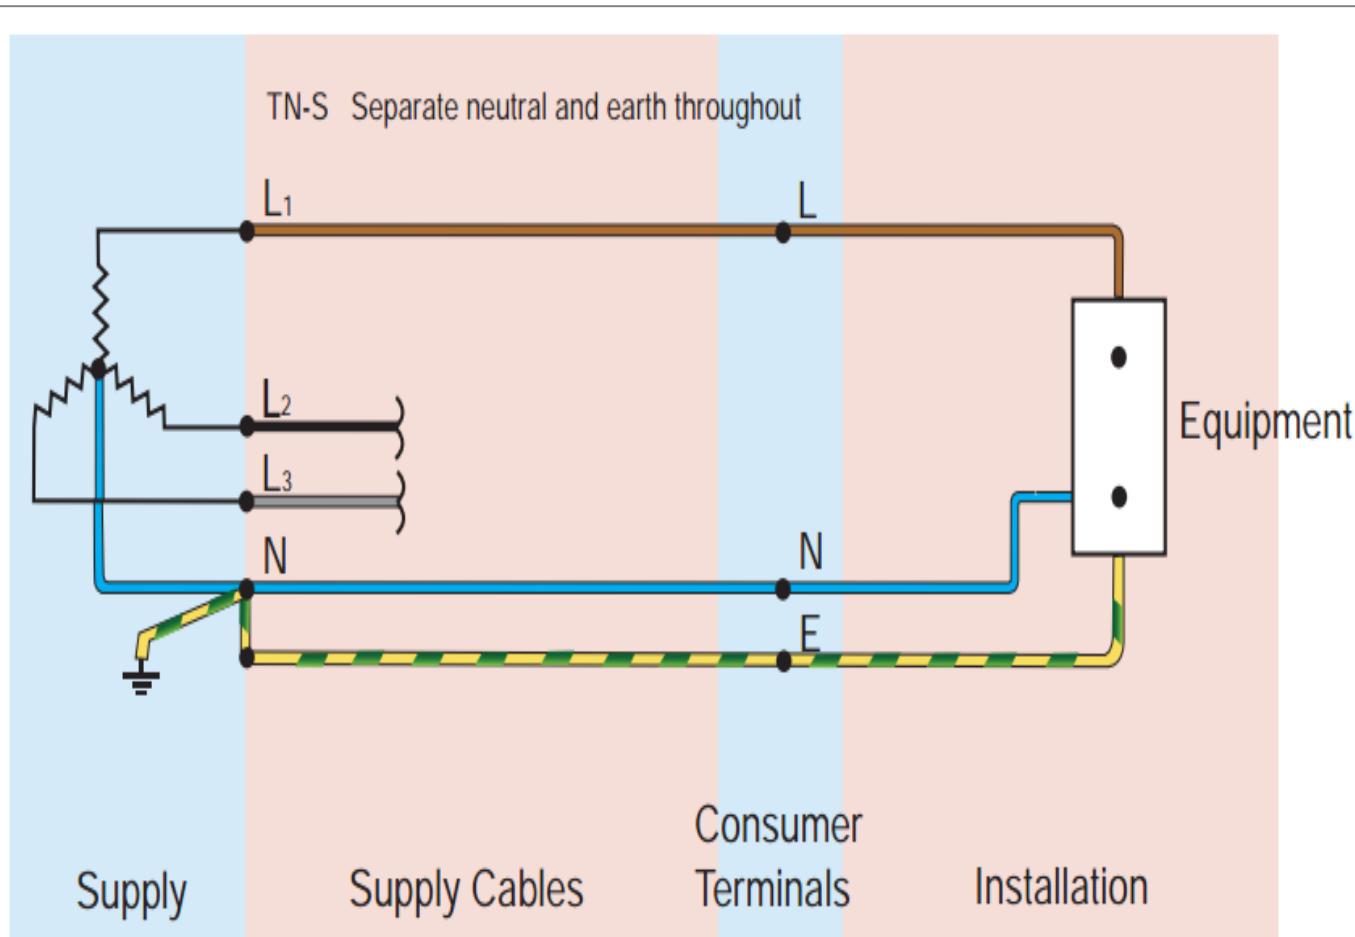 TN-S Separate neutral and earth throughout
L1
L
L2
Equipment
L3
N
N
E
Consumer
Terminals
Supply
Supply Cables
Installation